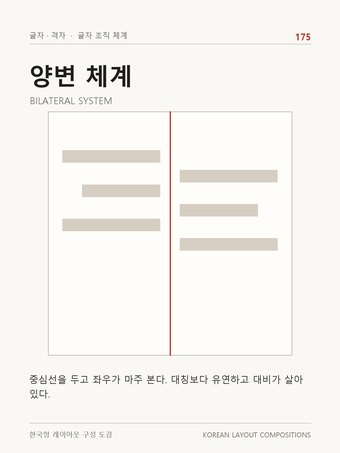 글자 · 격자 · 글자 조직 체계
175
양변 체계
BILATERAL SYSTEM
중심선을 두고 좌우가 마주 본다. 대칭보다 유연하고 대비가 살아
있다.
한국형 레이아웃 구성 도감
KOREAN LAYOUT COMPOSITIONS